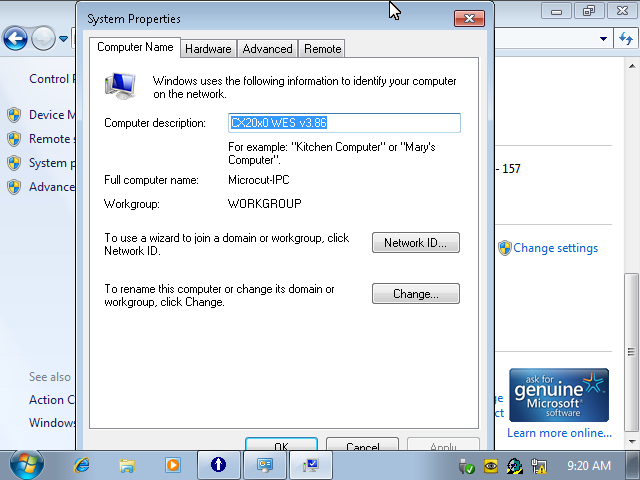 System Properties
Computer Name
Hardware
Advanced
Remote
Windows uses the following information to identify your computer
on the network.
Computer description:
CX20x0 WES v3.86
For example: "Kitchen Computer" or "Mary's
Computer".
Full computer name:
Microcut-IPC
Workgroup:
WORKGROUP
To use a wizard to join a domain or workgroup, click
Network ID.
Network ID...
To rename this computer or change its domain or
workgroup, click Change.
Change...
OK
Cancel
Apply
Control
Device M
Remote s
System p
Advance
See also
Action C
Windows
- 157
Change settings
ask for
genuine
Microsoft
software
Learn more online...
9:20 AM